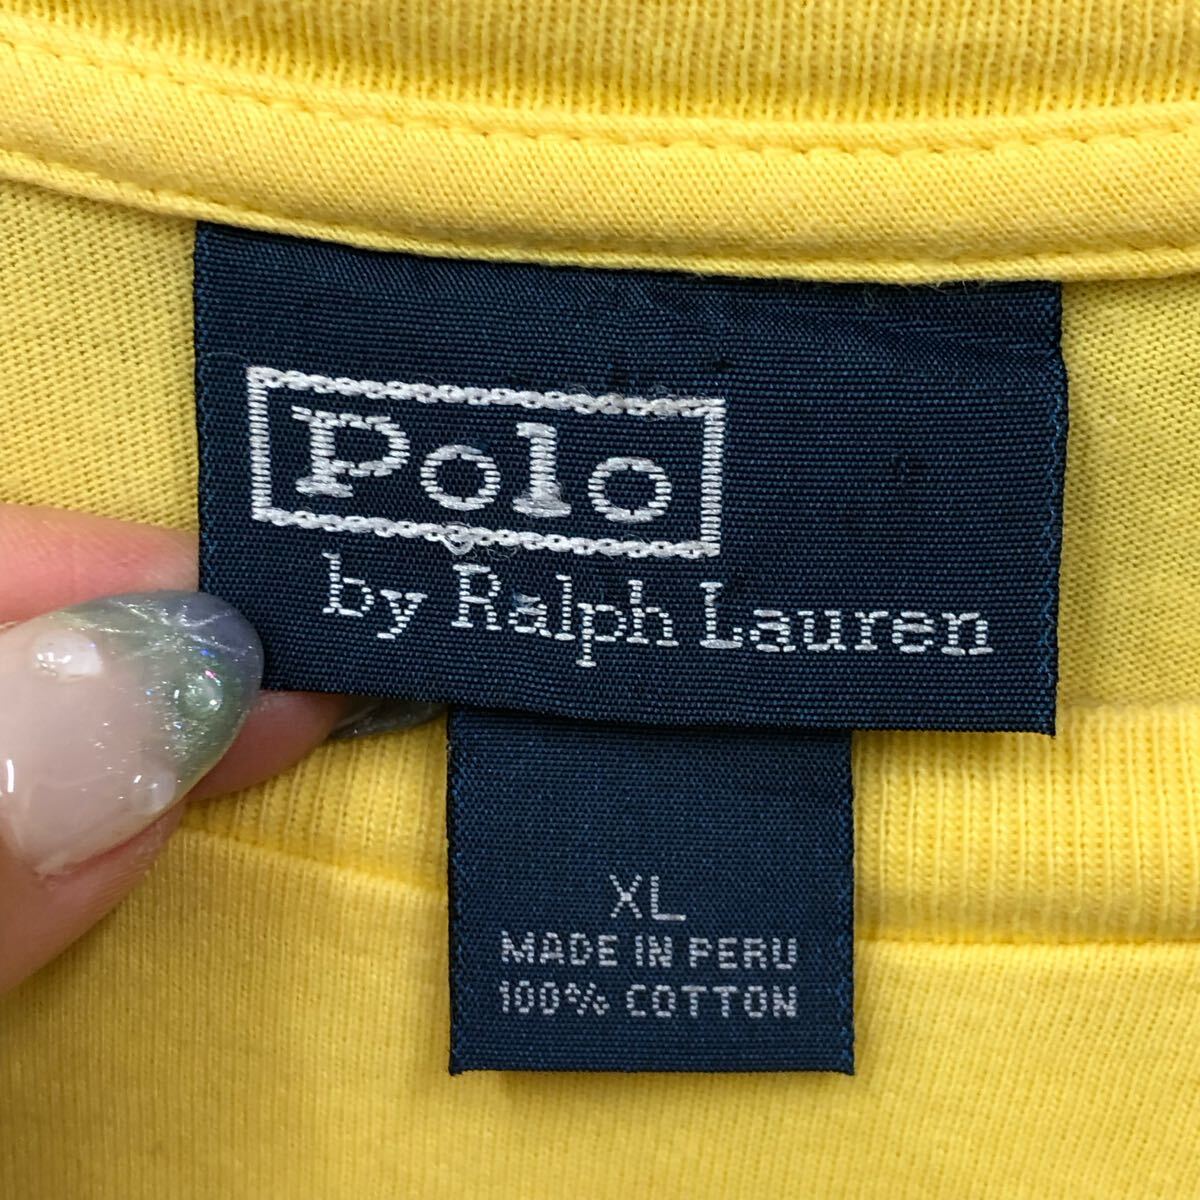 Polo
by Ralph Lauren
XL
MADE IN PERU
100% COTTON